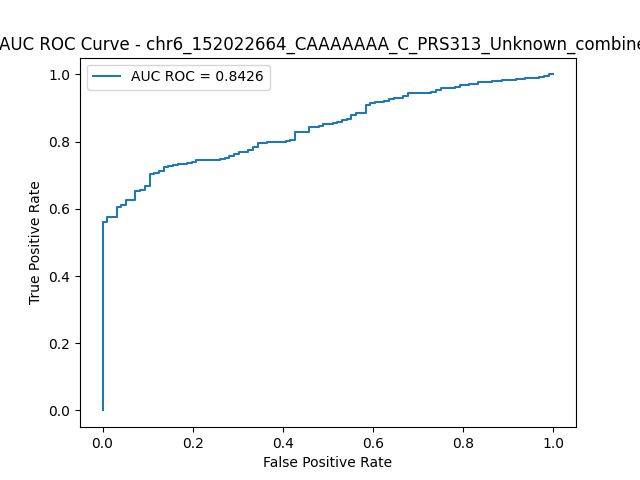 AUC ROC Curve - chr6_152022664_CAAAAAAA_C_PRS313_Unknown_combine
AUC ROC = 0.8426
1.0
0.8
0.6
0.4
0.2
0.0
True Positive Rate
0.0 0.2 0.4 0.6 0.8 1.0
False Positive Rate